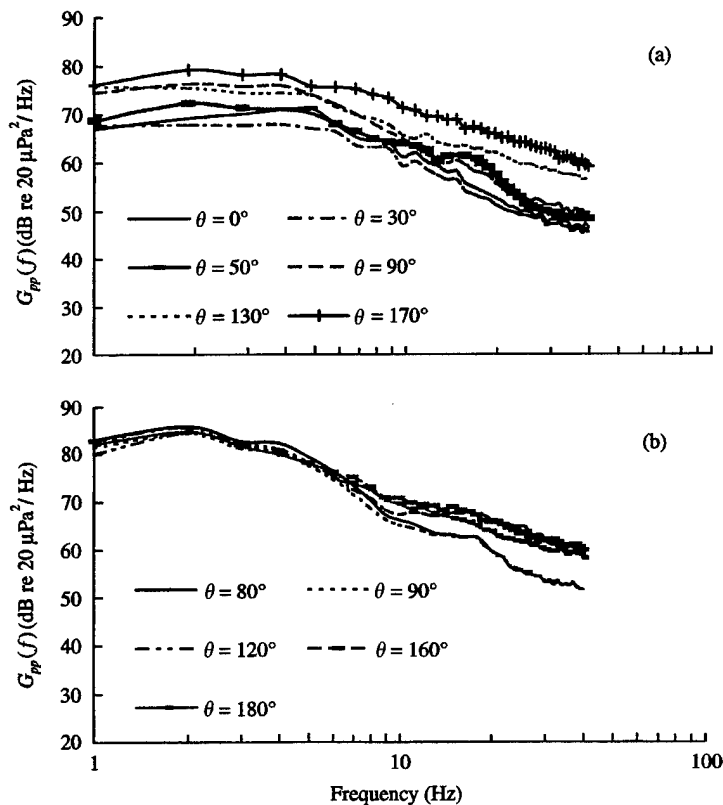 (a)
90
80
70
60
50
40
30
20
G_pp(f) (dB re 20 μPa²/ Hz)
θ = 0°
θ = 30°
θ = 50°
θ = 90°
θ = 130°
θ = 170°
(b)
90
80
70
60
50
40
30
20
G_pp(f) (dB re 20 μPa²/ Hz)
θ = 80°
θ = 90°
θ = 120°
θ = 160°
θ = 180°
1
10
100
Frequency (Hz)